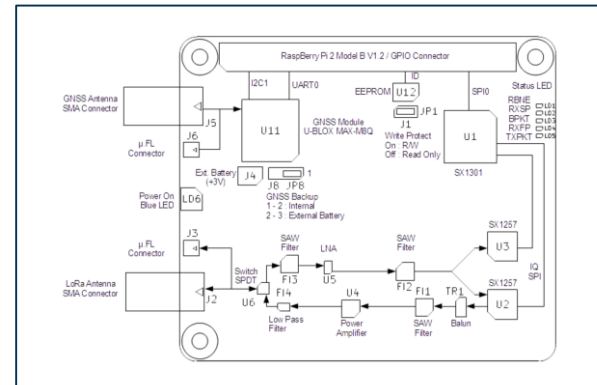 RaspBerry Pi 2 Model B V1.2 / GPIO Connector
I2C1
UART0
ID
SPI0
Status LED
GNSS Antenna
SMA Connector
J5
EEPROM
U12
RBNE
RXSP
BPKT
RXFP
TXPKT
LD1
LD2
LD3
LD4
LD5
J6
U11
GNSS Module
U-BLOX MAX-M8Q
JP1
J1
Write Protect
On : R/W
Off : Read Only
U1
SX1301
µ FL
Connector
Ext. Battery
(+3V)
J4
1
J8 JP8
GNSS Backup
1 - 2 : Internal
2 - 3 : External Battery
Power On
Blue LED
LD6
µ FL
Connector
J3
SAW
Filter
FI3
LNA
U5
SAW
Filter
FI2
SX1257
U3
IQ
SPI
LoRa Antenna
SMA Connector
J2
Switch
SPDT
U6
FI4
Low Pass
Filter
U4
Power
Amplifier
FI1
SAW
Filter
TR1
Balun
SX1257
U2